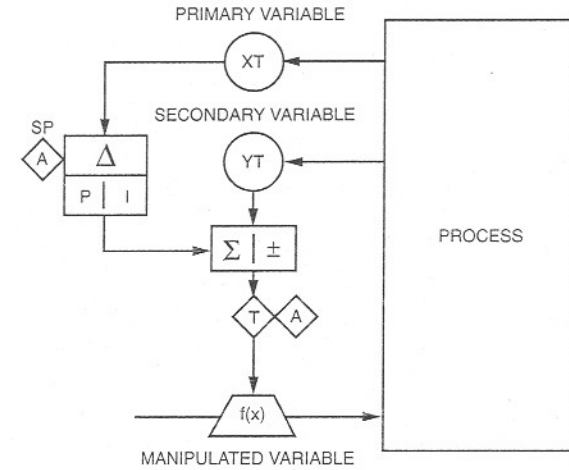 PRIMARY VARIABLE
XT
SECONDARY VARIABLE
SP
A
Δ
YT
P | I
PROCESS
Σ | ±
T A
f(x)
MANIPULATED VARIABLE